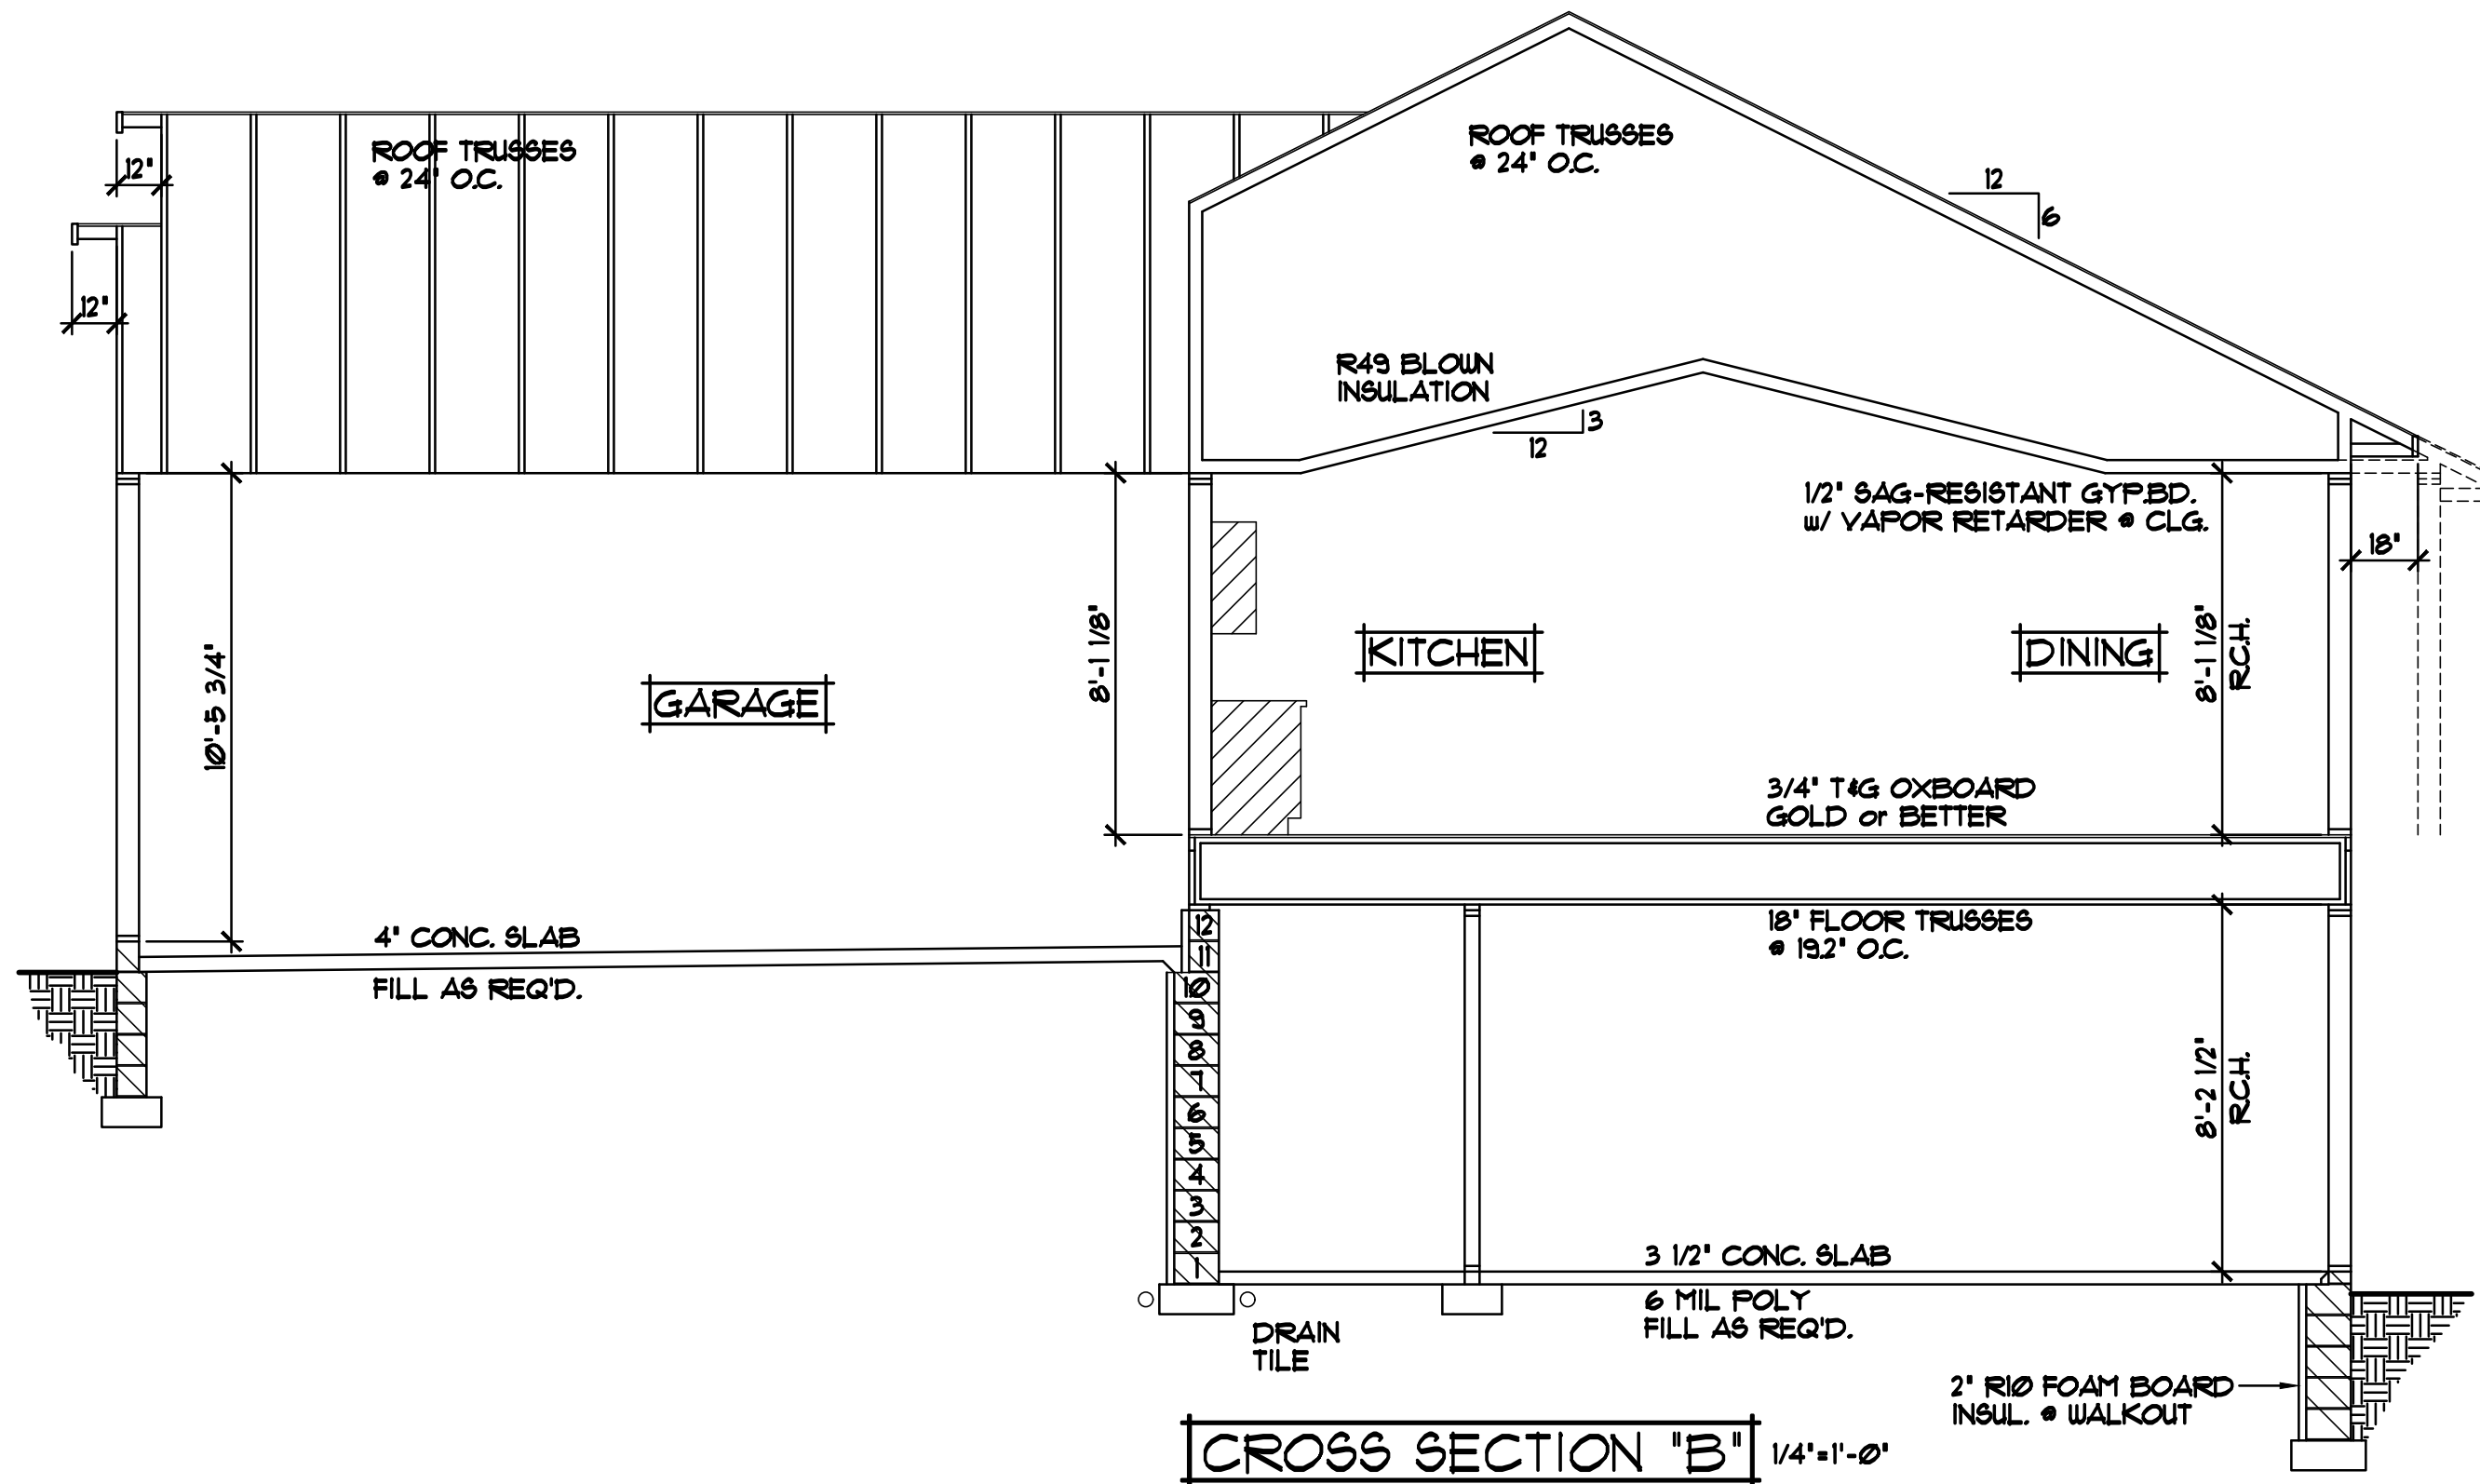 ROOF TRUSSES
@ 24" O.C.
ROOF TRUSSES
@ 24" O.C.
12"
12"
12
6
R49 BLOWN
INSULATION
3
12
1/2" SAG-RESISTANT GYP.BD.
w/ VAPOR RETARDER @ CLG.
18"
10'-5 3/4"
GARAGE
8'-1 1/8"
KITCHEN
DINING
8'-1 1/8"
R.C.H.
3/4" T&G OXBOARD
GOLD or BETTER
4" CONC. SLAB
FILL AS REQ'D.
18" FLOOR TRUSSES
@ 19.2" O.C.
12
11
10
9
8
7
6
5
4
3
2
1
8'-2 1/2"
R.C.H.
3 1/2" CONC. SLAB
6 MIL POLY
FILL AS REQ'D.
DRAIN
TILE
2" R10 FOAM BOARD
INSUL. @ WALKOUT
CROSS SECTION "B" 1/4"=1'-0"